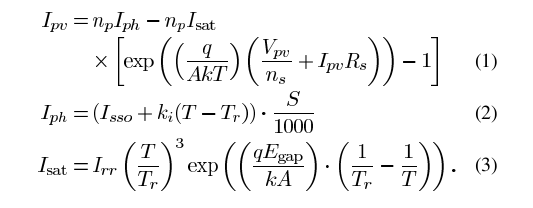 I_{pv} = n_p I_{ph} − n_p I_{sat}
× [exp((q/AkT)(V_{pv}/n_s + I_{pv}R_s)) − 1] (1)
I_{ph} = (I_{sso} + k_i(T − T_r)) · S/1000 (2)
I_{sat} = I_{rr} (T/T_r)^3 exp((qE_{gap}/kA) · (1/T_r − 1/T)). (3)